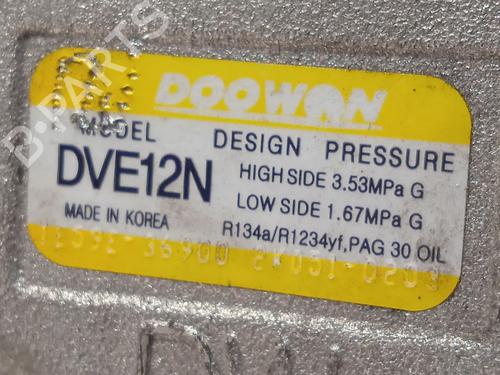 B-PARTS
DOOWON
MODEL
DVE12N
MADE IN KOREA
DESIGN PRESSURE
HIGH SIDE 3.53MPa G
LOW SIDE 1.67MPa G
R134a/R1234yf, PAG 30 OIL